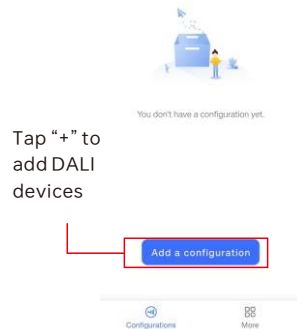 You don't have a configuration yet.
Tap “+” to
add DALI
devices
Add a configuration
Configurations
More